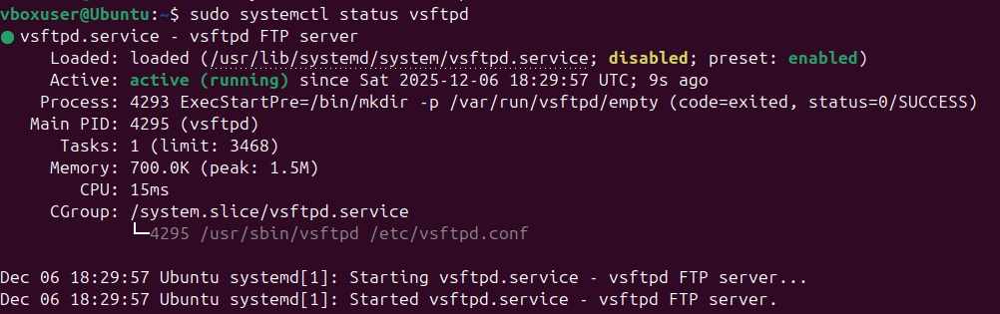 vboxuser@Ubuntu:~$ sudo systemctl status vsftpd
● vsftpd.service - vsftpd FTP server
     Loaded: loaded (/usr/lib/systemd/system/vsftpd.service; disabled; preset: enabled)
     Active: active (running) since Sat 2025-12-06 18:29:57 UTC; 9s ago
    Process: 4293 ExecStartPre=/bin/mkdir -p /var/run/vsftpd/empty (code=exited, status=0/SUCCESS)
   Main PID: 4295 (vsftpd)
      Tasks: 1 (limit: 3468)
     Memory: 700.0K (peak: 1.5M)
        CPU: 15ms
     CGroup: /system.slice/vsftpd.service
             └─4295 /usr/sbin/vsftpd /etc/vsftpd.conf

Dec 06 18:29:57 Ubuntu systemd[1]: Starting vsftpd.service - vsftpd FTP server...
Dec 06 18:29:57 Ubuntu systemd[1]: Started vsftpd.service - vsftpd FTP server.